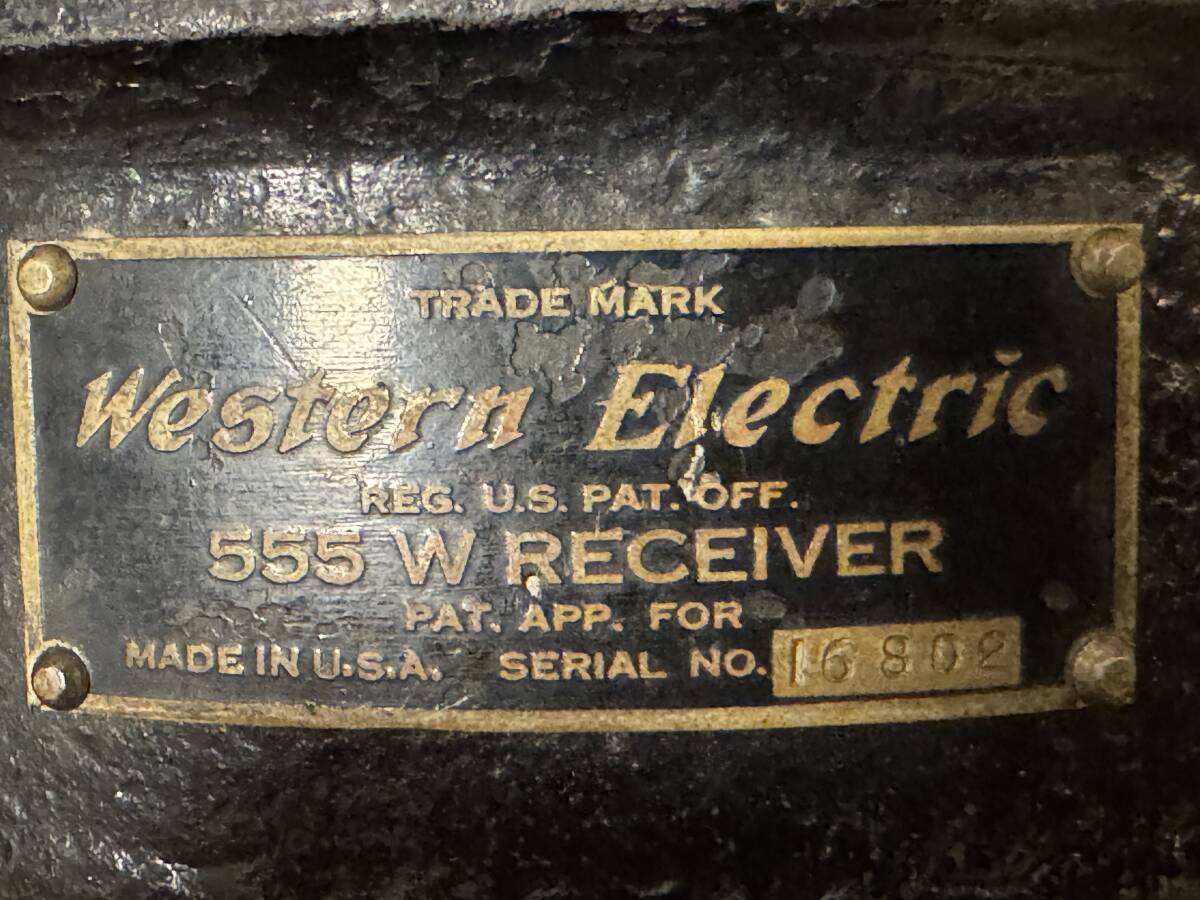 TRADE MARK
Western Electric
REG. U.S. PAT. OFF.
555 W RECEIVER
PAT. APP. FOR
MADE IN U.S.A. SERIAL NO. 16802